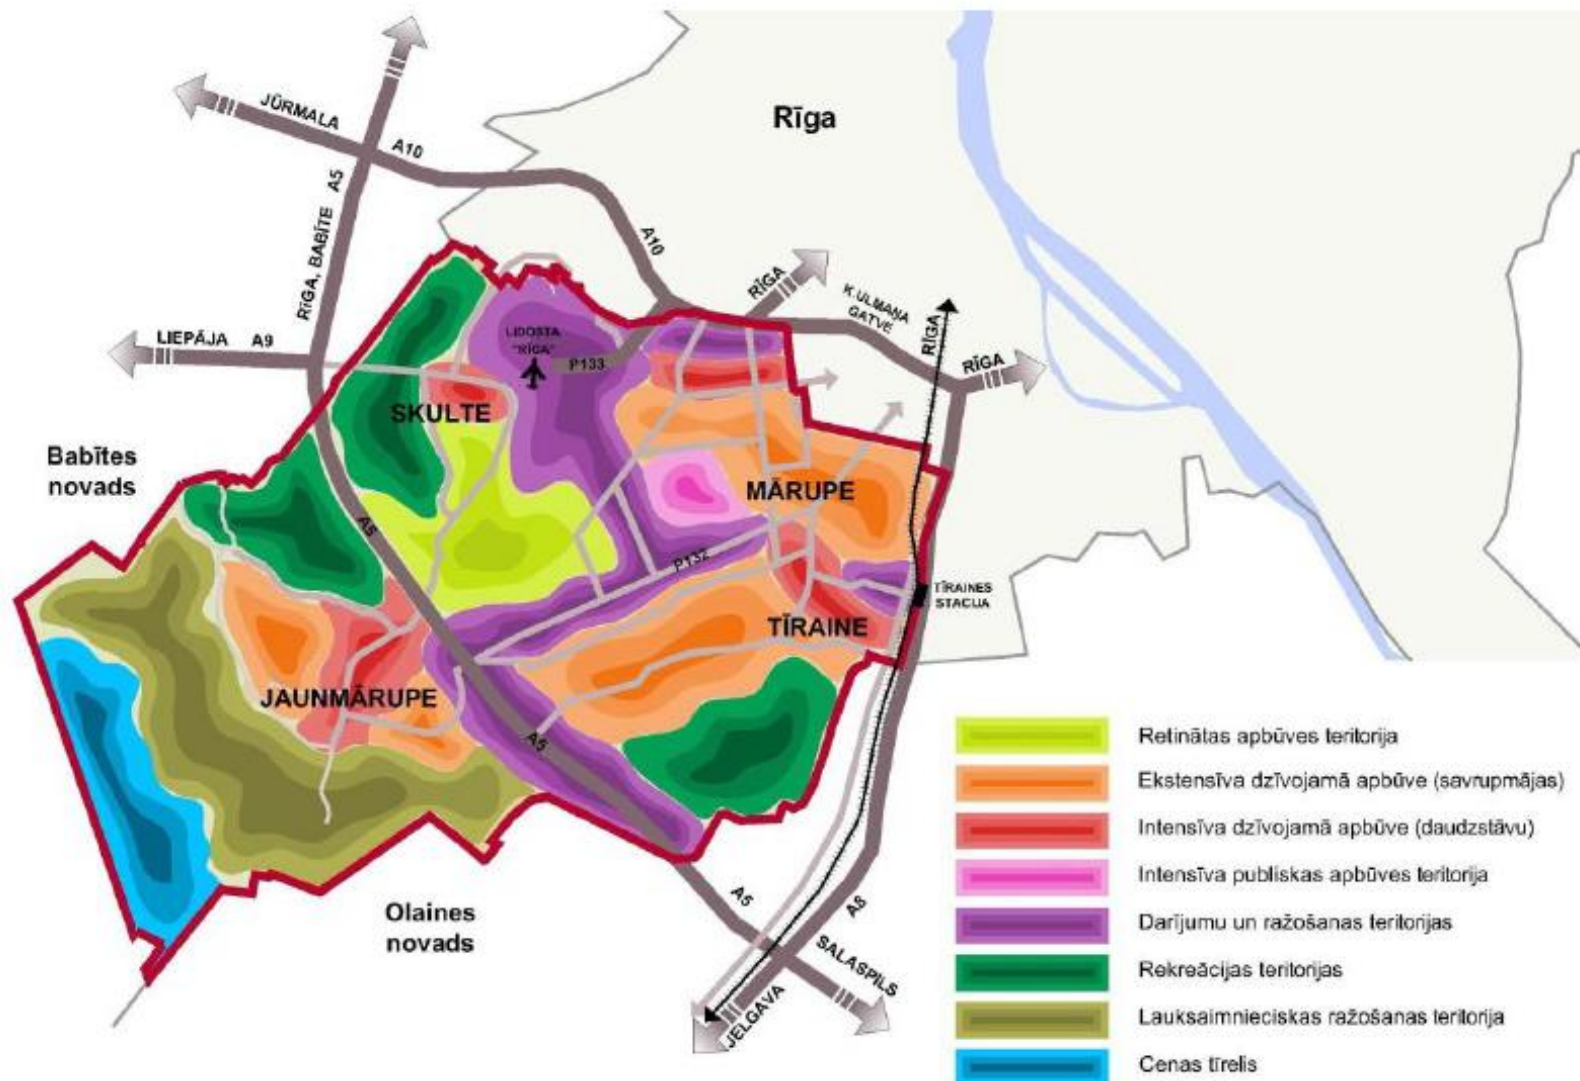 Rīga
JŪRMALA
A10
A5
RĪGA, BABĪTE
A10
RĪGA
K.ULMAŅA
GATVE
RĪGA
RĪGA
LIEPĀJA A9
LIDOSTA
"RĪGA"
P133
SKULTE
Babītes
novads
MĀRUPE
A5
P132
TĪRAINES
STACIJA
TĪRAINE
JAUNMĀRUPE
A5
Olaines
novads
A5
A8
SALASPILS
JELGAVA
Retinātas apbūves teritorija
Ekstensīva dzīvojamā apbūve (savrupmājas)
Intensīva dzīvojamā apbūve (daudzstāvu)
Intensīva publiskas apbūves teritorija
Darījumu un ražošanas teritorijas
Rekreācijas teritorijas
Lauksaimnieciskas ražošanas teritorija
Cenas tīrelis